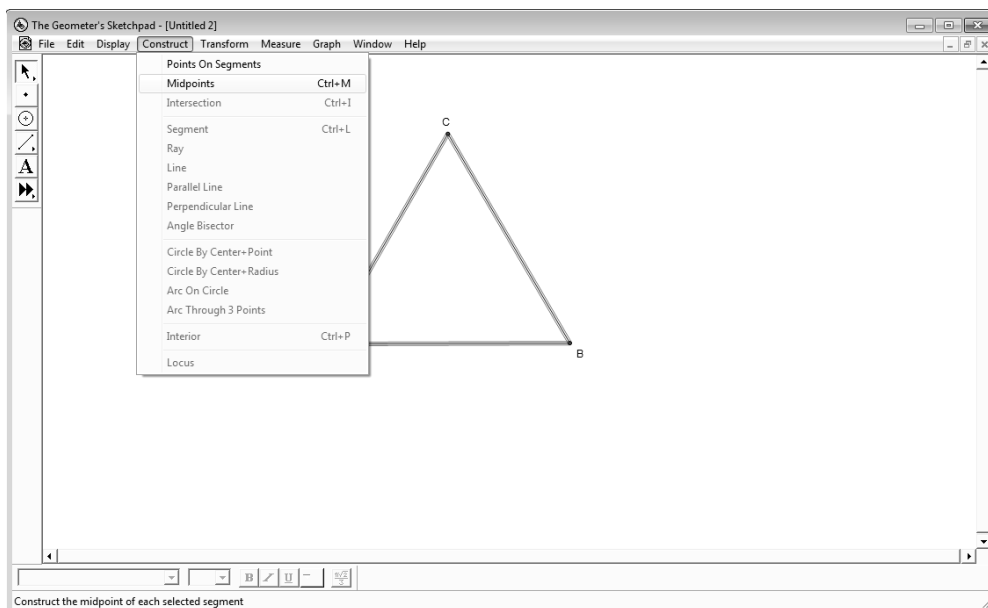 The Geometer's Sketchpad - [Untitled 2]
File Edit Display Construct Transform Measure Graph Window Help
Points On Segments
Midpoints Ctrl+M
Intersection Ctrl+I
Segment Ctrl+L
Ray
Line
Parallel Line
Perpendicular Line
Angle Bisector
Circle By Center+Point
Circle By Center+Radius
Arc On Circle
Arc Through 3 Points
Interior Ctrl+P
Locus
C
B
A
B I U
Construct the midpoint of each selected segment